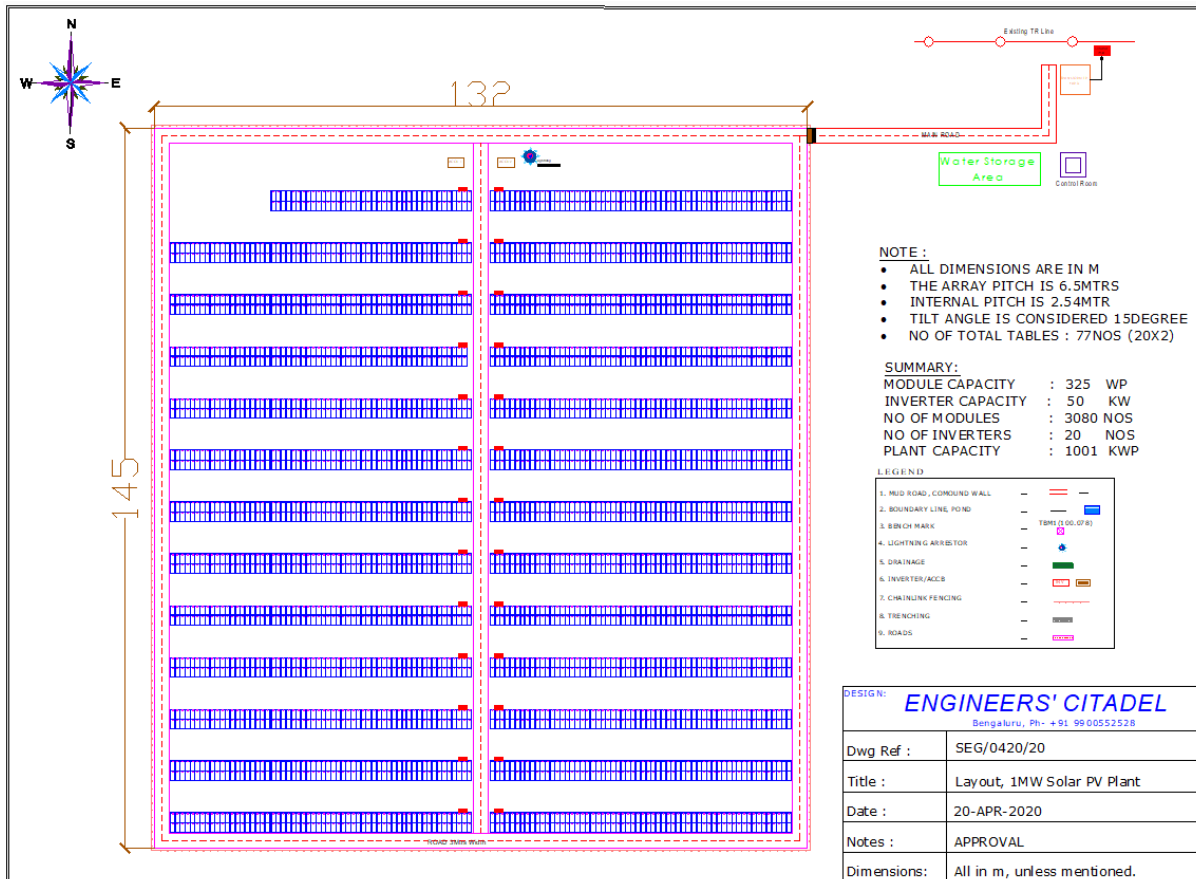 N
W E
S
132
145
Existing TR Line
MAIN ROAD
Water Storage
Area
Control Room
ROAD 3Mtrs Width
NOTE :
• ALL DIMENSIONS ARE IN M
• THE ARRAY PITCH IS 6.5MTRS
• INTERNAL PITCH IS 2.54MTR
• TILT ANGLE IS CONSIDERED 15DEGREE
• NO OF TOTAL TABLES : 77NOS (20X2)
SUMMARY:
MODULE CAPACITY : 325 WP
INVERTER CAPACITY : 50 KW
NO OF MODULES : 3080 NOS
NO OF INVERTERS : 20 NOS
PLANT CAPACITY : 1001 KWP
LEGEND
1. MUD ROAD, COMOUND WALL –
2. BOUNDARY LINE, POND –
3. BENCH MARK – TBM1 (100.078)
4. LIGHTNING ARRESTOR –
5. DRAINAGE –
6. INVERTER/ACCB –
7. CHAINLINK FENCING –
8. TRENCHING –
9. ROADS –
DESIGN: ENGINEERS' CITADEL
Bengaluru, Ph- +91 9900552528
Dwg Ref : SEG/0420/20
Title : Layout, 1MW Solar PV Plant
Date : 20-APR-2020
Notes : APPROVAL
Dimensions: All in m, unless mentioned.